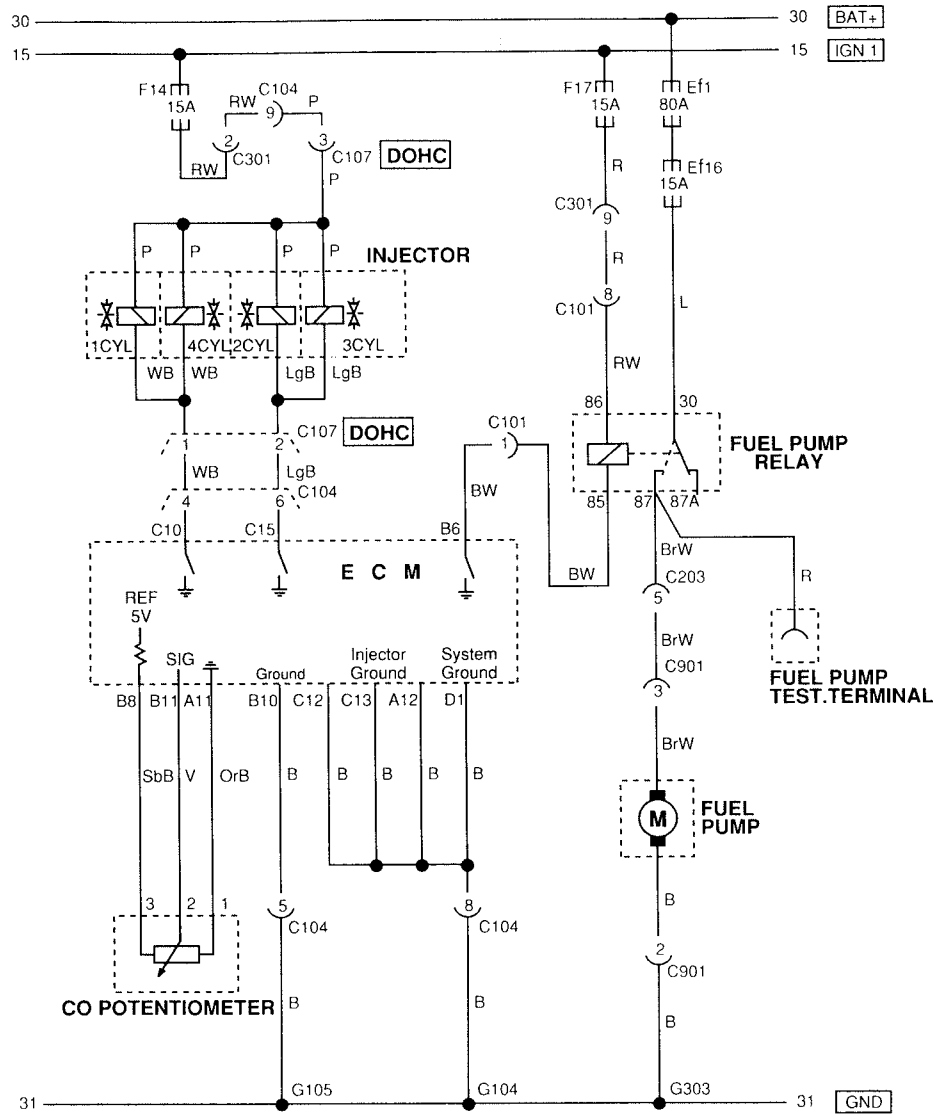 30 30 BAT+
15 15 IGN 1
F14 15A
RW C104 9 P
F17 15A
Ef1 80A
2 C301
3 C107 DOHC
RW
P
R
Ef16 15A
C301 9
INJECTOR
P P P P
R
8 C101
L
1CYL 4CYL 2CYL 3CYL
WB WB LgB LgB
RW
86 30
C107 DOHC
1 2
C101 1
FUEL PUMP
RELAY
WB LgB
C104
4 6
BW
85 87 87A
C10 C15 B6
BrW
E C M
BW
C203
5
R
REF
5V
SIG
Ground
Injector
Ground
System
Ground
BrW
C901
3
FUEL PUMP
TEST.TERMINAL
B8 B11 A11 B10 C12 C13 A12 D1
BrW
SbB V OrB B B B B B
M
FUEL
PUMP
3 2 1
5 C104
8 C104
B
2 C901
CO POTENTIOMETER
B B B
G105 G104 G303
31 31 GND